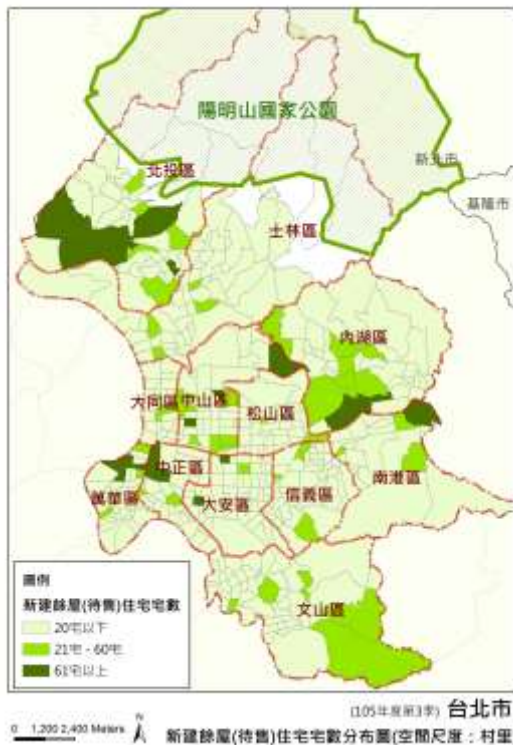 陽明山國家公園
新北市
北投區
基隆市
士林區
內湖區
大同區
中山區
松山區
中正區
萬華區
大安區
信義區
南港區
文山區
圖例
新建餘屋(待售)住宅宅數
20宅以下
21宅 - 60宅
61宅以上
(105年度第3季) 台北市
0 1,200 2,400 Meters
N
新建餘屋(待售)住宅宅數分布圖(空間尺度：村里